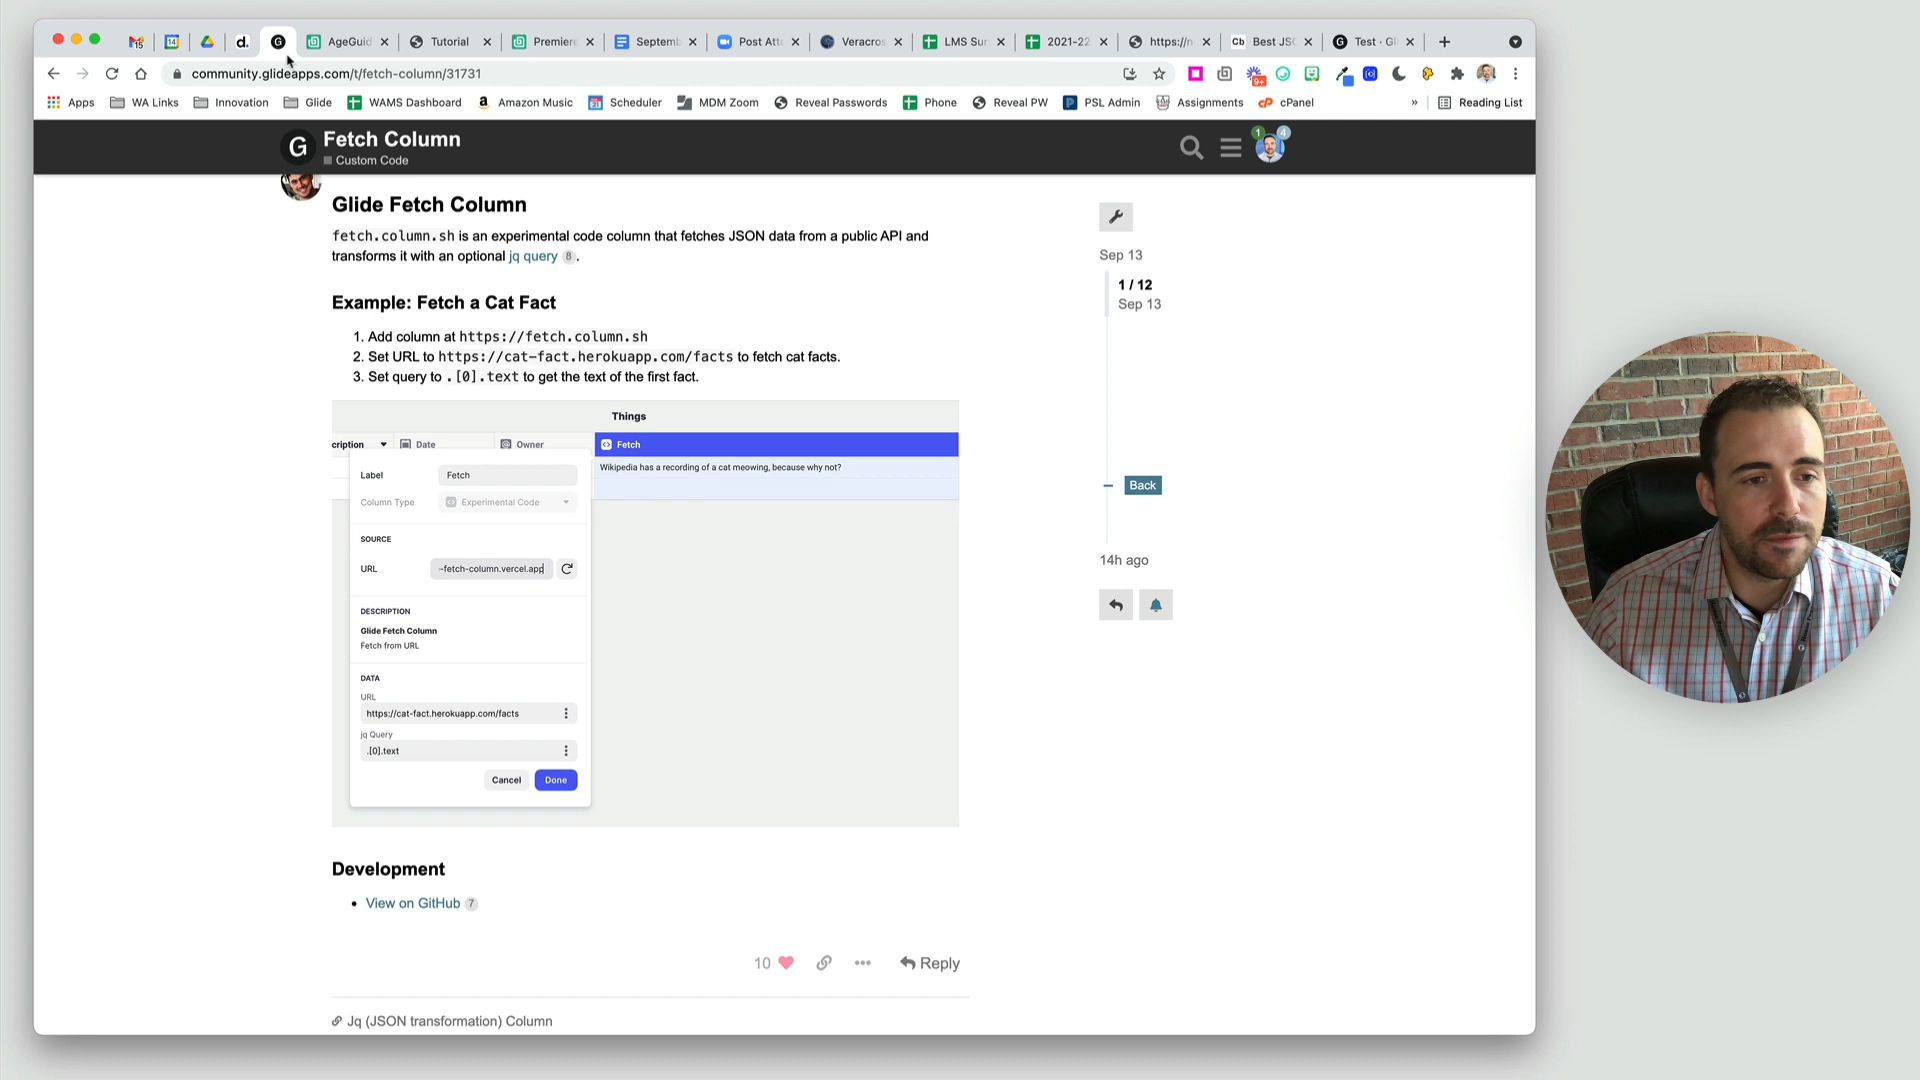 15
14
d.
G
AgeGuid
Tutorial
Premiere
Septemb
Post Atte
Veracros
LMS Sur
2021-22
https://n
Cb Best JSO
Test · Gl
community.glideapps.com/t/fetch-column/31731
9+
Apps
WA Links
Innovation
Glide
WAMS Dashboard
Amazon Music
Scheduler
MDM Zoom
Reveal Passwords
Phone
Reveal PW
PSL Admin
Assignments
cPanel
»
Reading List
G
Fetch Column
Custom Code
1 4
Glide Fetch Column
fetch.column.sh is an experimental code column that fetches JSON data from a public API and
transforms it with an optional jq query 8 .
Example: Fetch a Cat Fact
1. Add column at https://fetch.column.sh
2. Set URL to https://cat-fact.herokuapp.com/facts to fetch cat facts.
3. Set query to .[0].text to get the text of the first fact.
Things
cription
Date
Owner
Fetch
Wikipedia has a recording of a cat meowing, because why not?
Label
Fetch
Column Type
Experimental Code
SOURCE
URL
-fetch-column.vercel.app
DESCRIPTION
Glide Fetch Column
Fetch from URL
DATA
URL
https://cat-fact.herokuapp.com/facts
jq Query
.[0].text
Cancel
Done
Sep 13
1 / 12
Sep 13
Back
14h ago
Development
• View on GitHub 7
10
Reply
Jq (JSON transformation) Column